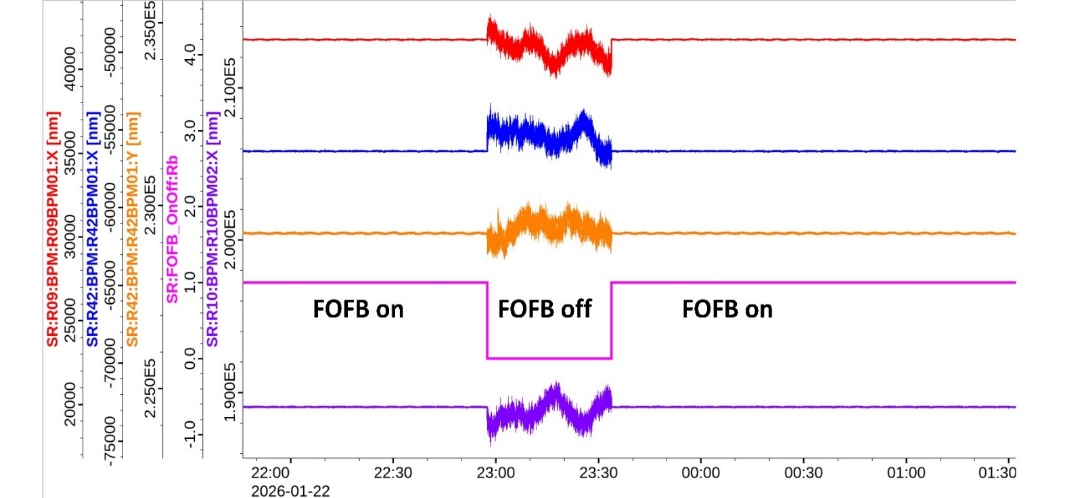 SR:R09:BPM:R09BPM01:X [nm]
20000
25000
30000
35000
40000
SR:R42:BPM:R42BPM01:X [nm]
-75000
-70000
-65000
-60000
-55000
-50000
SR:R42:BPM:R42BPM01:Y [nm]
2.250E5
2.300E5
2.350E5
SR:FOFB_OnOff:Rb
-1.0
0.0
1.0
2.0
3.0
4.0
SR:R10:BPM:R10BPM02:X [nm]
1.900E5
2.000E5
2.100E5
FOFB on
FOFB off
FOFB on
22:00
22:30
23:00
23:30
00:00
00:30
01:00
01:30
2026-01-22